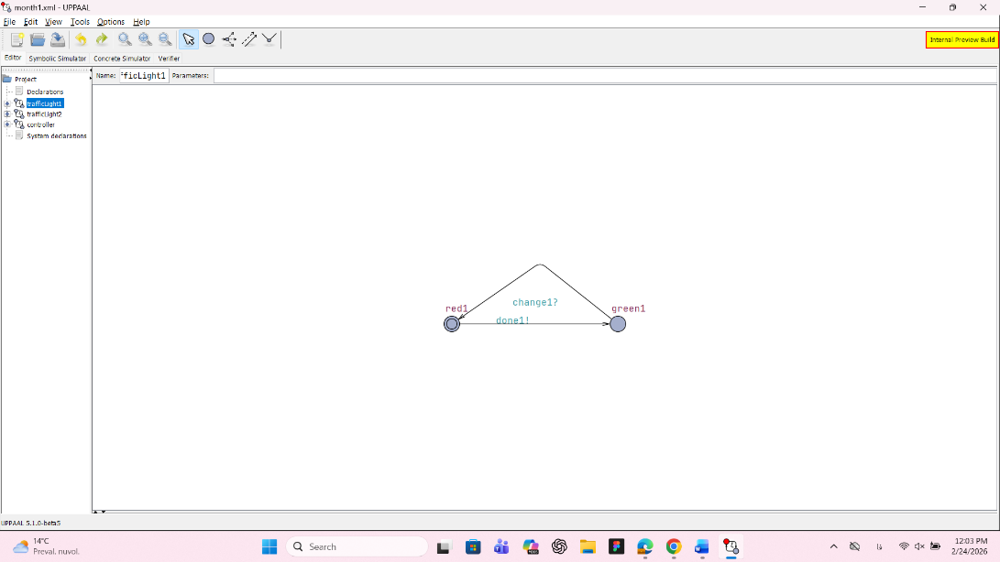 month1.xml - UPPAAL
File Edit View Tools Options Help
Internal Preview Build
Editor Symbolic Simulator Concrete Simulator Verifier
Project
Declarations
trafficLight1
trafficLight2
controller
System declarations
Name: fficLight1 Parameters:
red1
change1?
green1
done1!
UPPAAL 5.1.0-beta5
14°C
Preval. nuvol.
Search
12:03 PM
2/24/2026